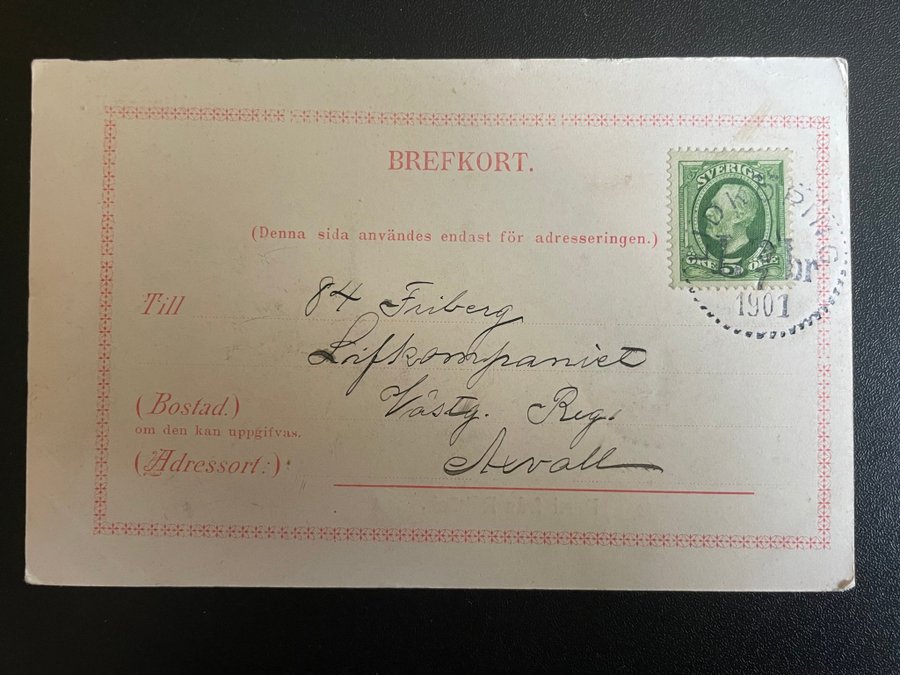 BREFKORT.
SVERIGE
5
ÖRE ÖRE
1901
(Denna sida användes endast för adresseringen.)
Till
84 Friberg
Lifkompaniet
(Bostad.)
Västg. Reg.
om den kan uppgifvas.
(Adressort:)
Axvall